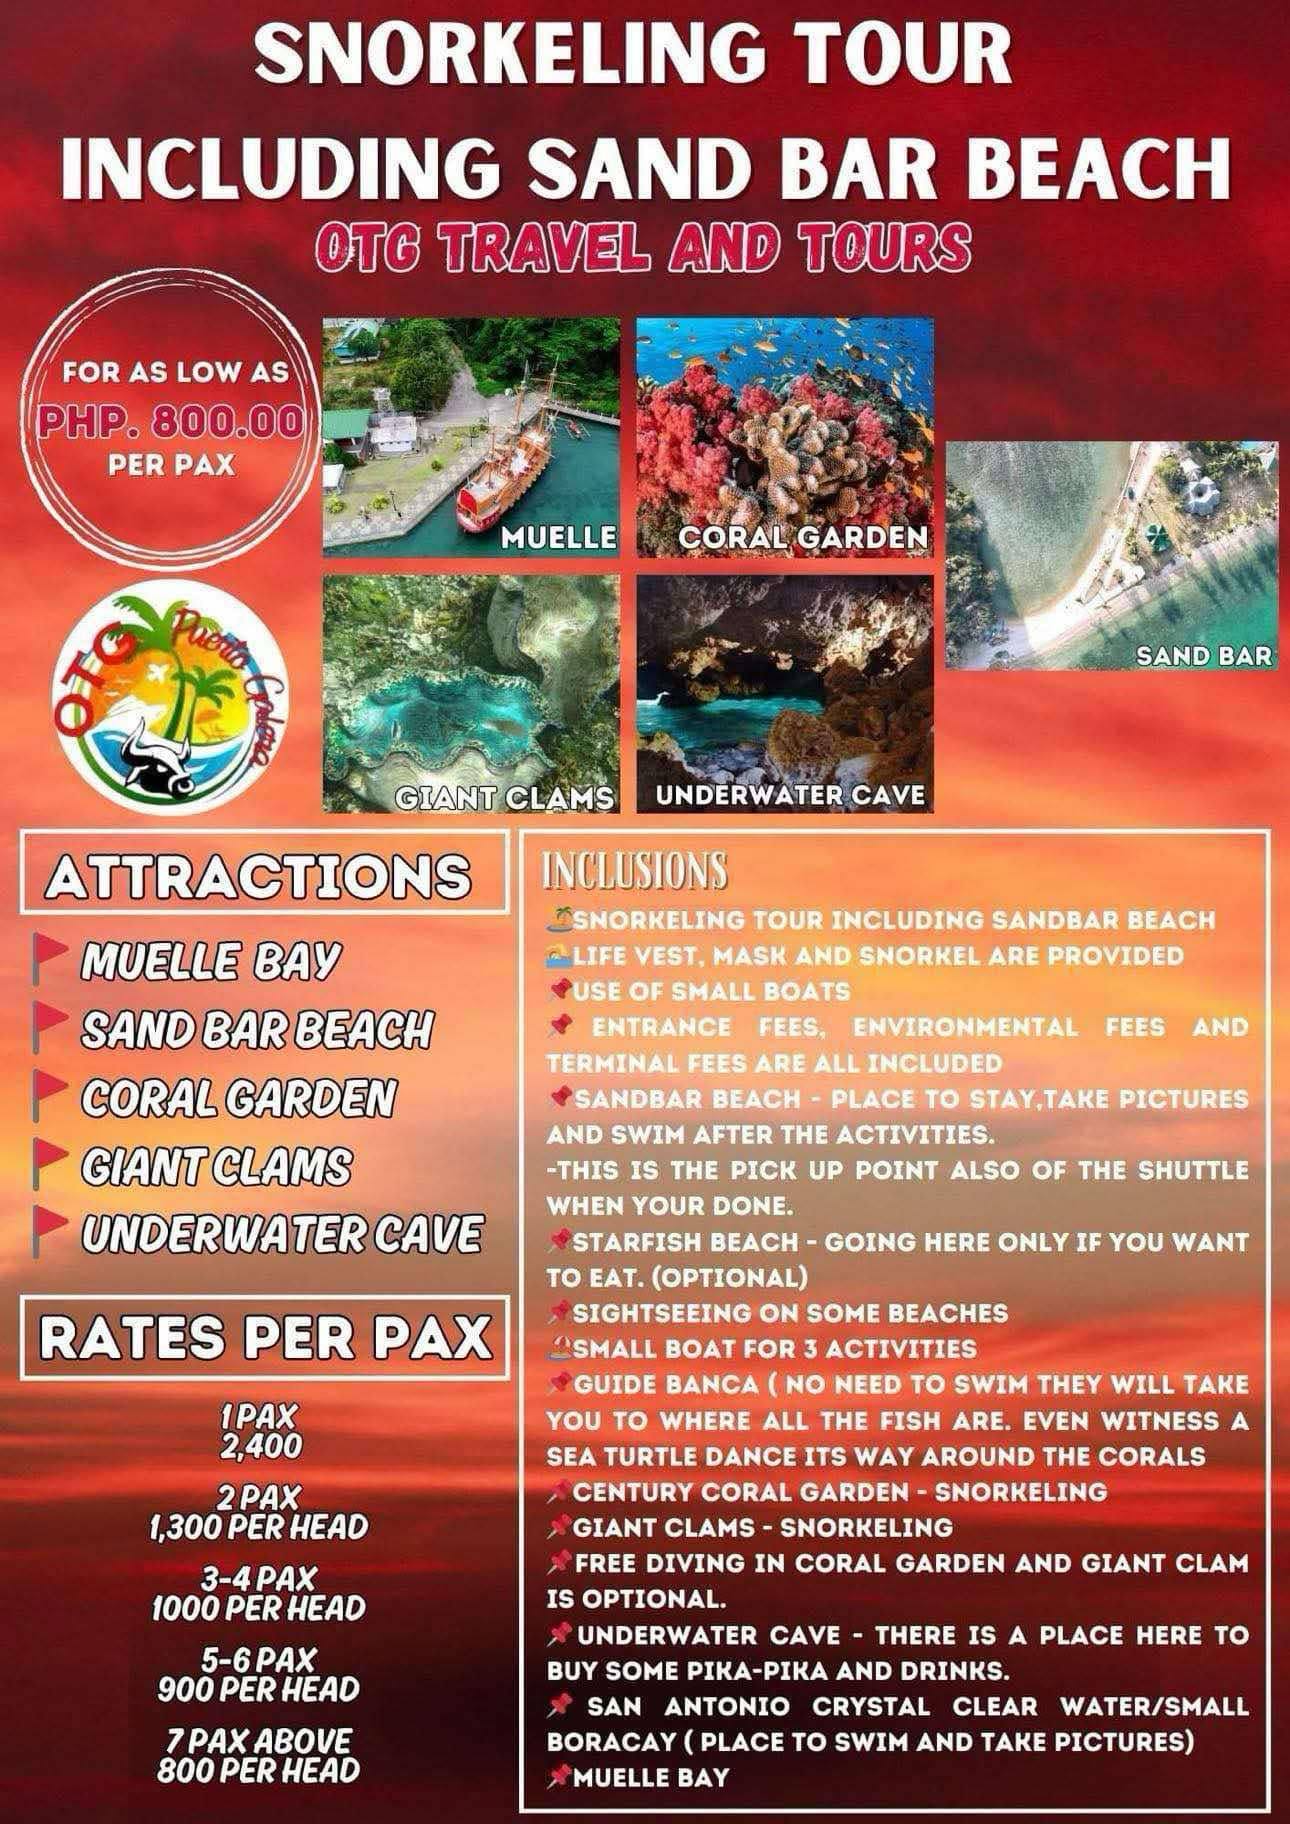 SNORKELING TOUR
INCLUDING SAND BAR BEACH
OTG TRAVEL AND TOURS
FOR AS LOW AS
PHP. 800.00
PER PAX
MUELLE
CORAL GARDEN
SAND BAR
OTG Puerto Galera
GIANT CLAMS
UNDERWATER CAVE
ATTRACTIONS
MUELLE BAY
SAND BAR BEACH
CORAL GARDEN
GIANT CLAMS
UNDERWATER CAVE
RATES PER PAX
1 PAX
2,400
2 PAX
1,300 PER HEAD
3-4 PAX
1000 PER HEAD
5-6 PAX
900 PER HEAD
7 PAX ABOVE
800 PER HEAD
INCLUSIONS
🏝️SNORKELING TOUR INCLUDING SANDBAR BEACH
🏊LIFE VEST, MASK AND SNORKEL ARE PROVIDED
📌USE OF SMALL BOATS
📌 ENTRANCE FEES, ENVIRONMENTAL FEES AND
TERMINAL FEES ARE ALL INCLUDED
📌SANDBAR BEACH - PLACE TO STAY,TAKE PICTURES
AND SWIM AFTER THE ACTIVITIES.
-THIS IS THE PICK UP POINT ALSO OF THE SHUTTLE
WHEN YOUR DONE.
📌STARFISH BEACH - GOING HERE ONLY IF YOU WANT
TO EAT. (OPTIONAL)
📌SIGHTSEEING ON SOME BEACHES
🏖️SMALL BOAT FOR 3 ACTIVITIES
📌GUIDE BANCA ( NO NEED TO SWIM THEY WILL TAKE
YOU TO WHERE ALL THE FISH ARE. EVEN WITNESS A
SEA TURTLE DANCE ITS WAY AROUND THE CORALS
📌CENTURY CORAL GARDEN - SNORKELING
📌GIANT CLAMS - SNORKELING
📌FREE DIVING IN CORAL GARDEN AND GIANT CLAM
IS OPTIONAL.
📌UNDERWATER CAVE - THERE IS A PLACE HERE TO
BUY SOME PIKA-PIKA AND DRINKS.
📌 SAN ANTONIO CRYSTAL CLEAR WATER/SMALL
BORACAY ( PLACE TO SWIM AND TAKE PICTURES)
📌MUELLE BAY